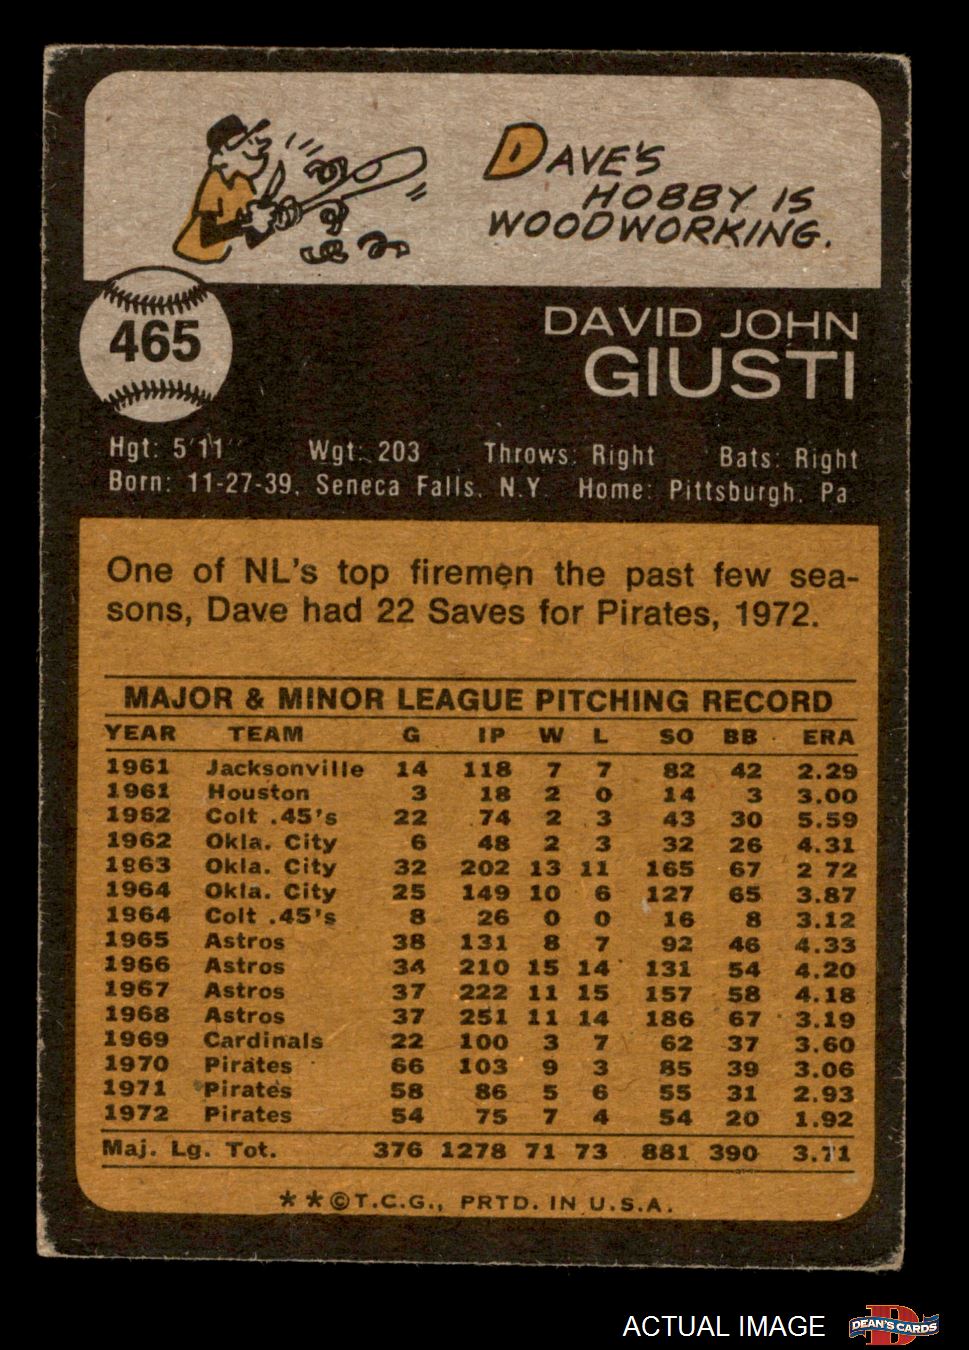 DAVE'S
HOBBY IS
WOODWORKING.
465
DAVID JOHN
GIUSTI
Hgt: 5'11" Wgt: 203 Throws: Right Bats: Right
Born: 11-27-39, Seneca Falls, N.Y. Home: Pittsburgh, Pa.
One of NL's top firemen the past few sea-
sons, Dave had 22 Saves for Pirates, 1972.
MAJOR & MINOR LEAGUE PITCHING RECORD
YEAR TEAM G IP W L SO BB ERA
1961 Jacksonville 14 118 7 7 82 42 2.29
1961 Houston 3 18 2 0 14 3 3.00
1962 Colt .45's 22 74 2 3 43 30 5.59
1962 Okla. City 6 48 2 3 32 26 4.31
1963 Okla. City 32 202 13 11 165 67 2.72
1964 Okla. City 25 149 10 6 127 65 3.87
1964 Colt .45's 8 26 0 0 16 8 3.12
1965 Astros 38 131 8 7 92 46 4.33
1966 Astros 34 210 15 14 131 54 4.20
1967 Astros 37 222 11 15 157 58 4.18
1968 Astros 37 251 11 14 186 67 3.19
1969 Cardinals 22 100 3 7 62 37 3.60
1970 Pirates 66 103 9 3 85 39 3.06
1971 Pirates 58 86 5 6 55 31 2.93
1972 Pirates 54 75 7 4 54 20 1.92
Maj. Lg. Tot. 376 1278 71 73 881 390 3.71
**©T.C.G., PRTD. IN U.S.A.
ACTUAL IMAGE
D
DEAN'S CARDS